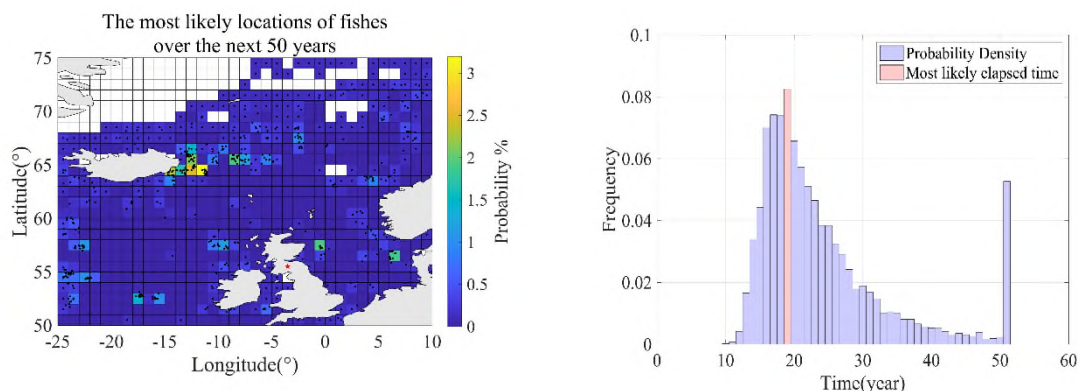 The most likely locations of fishes
over the next 50 years
75
70
65
60
55
50
Latitude(°)
-25 -20 -15 -10 -5 0 5 10
Longitude(°)
3
2.5
2
1.5
1
0.5
0
Probability %
0.1
0.08
0.06
0.04
0.02
0
Frequency
Probability Density
Most likely elapsed time
0 10 20 30 40 50 60
Time(year)